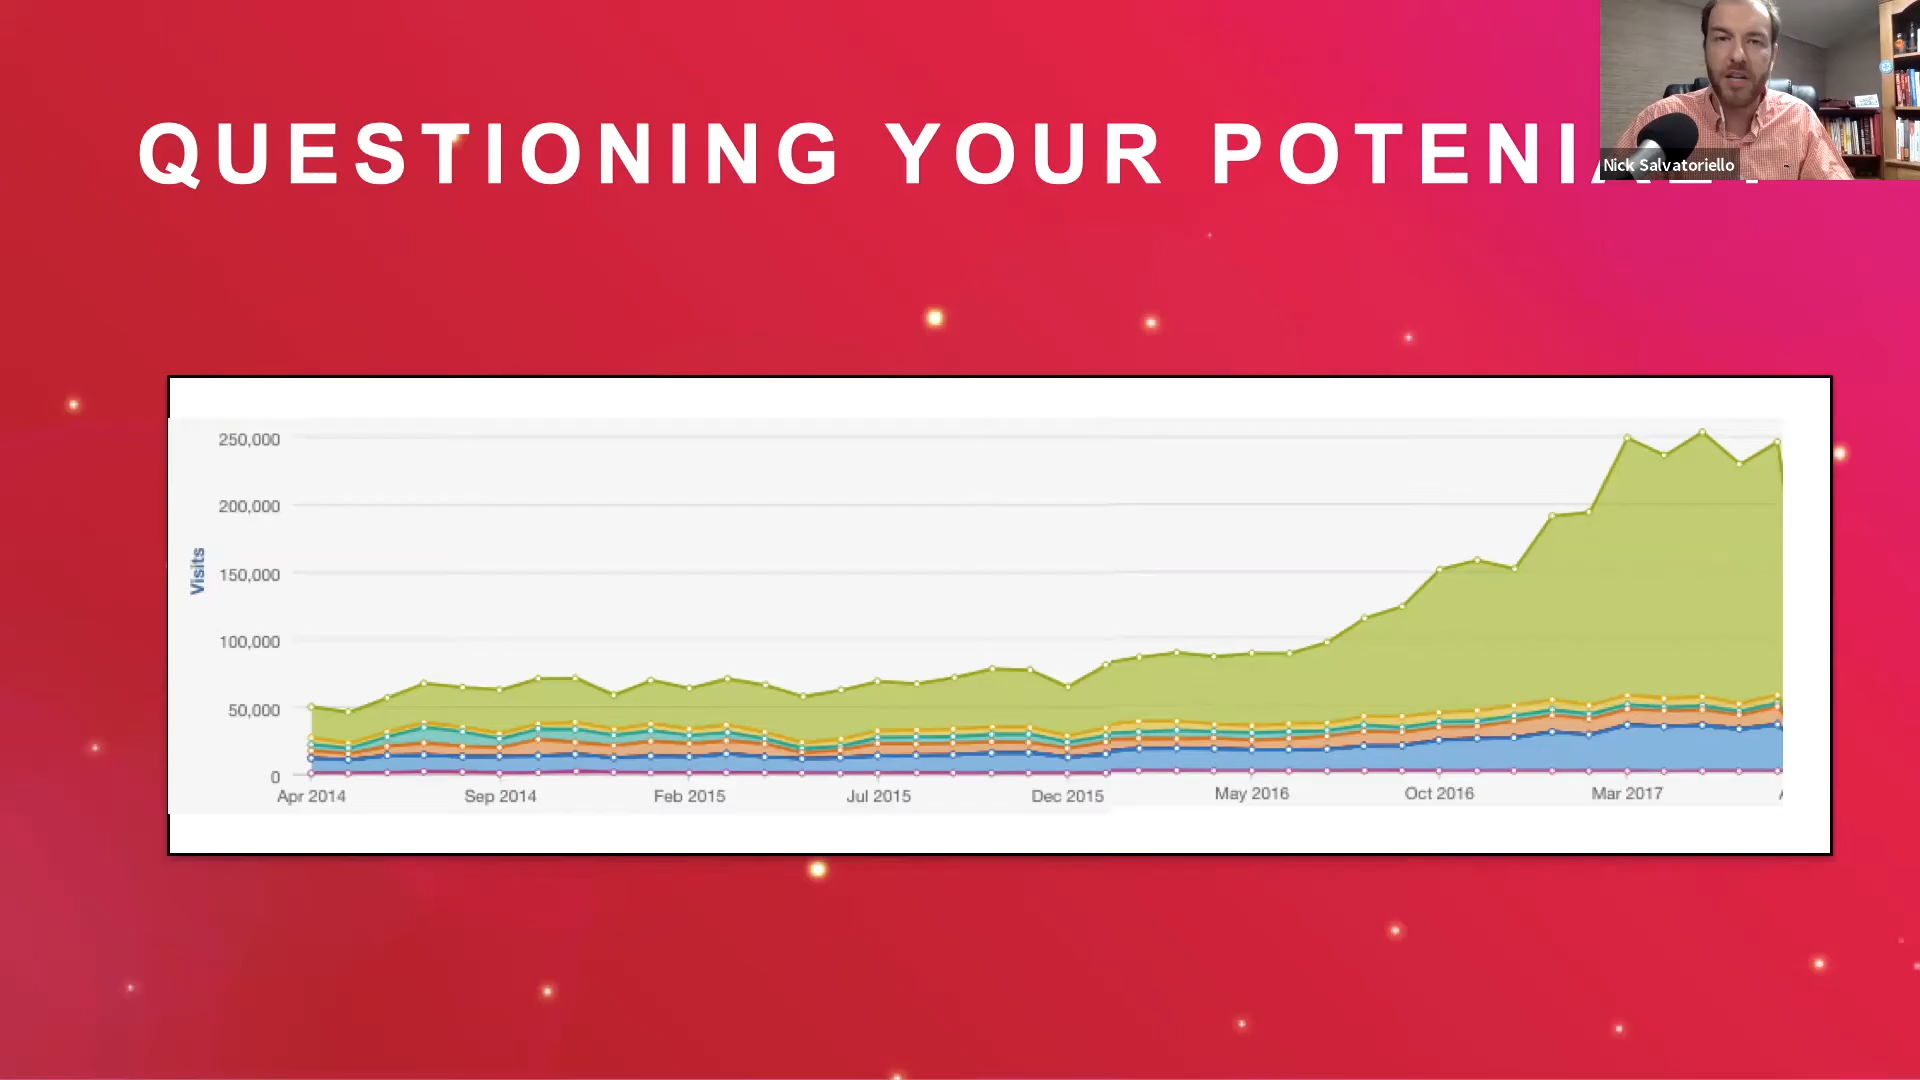 QUESTIONING YOUR POTENIAL?
Nick Salvatoriello
250,000
200,000
150,000
100,000
50,000
0
Visits
Apr 2014
Sep 2014
Feb 2015
Jul 2015
Dec 2015
May 2016
Oct 2016
Mar 2017